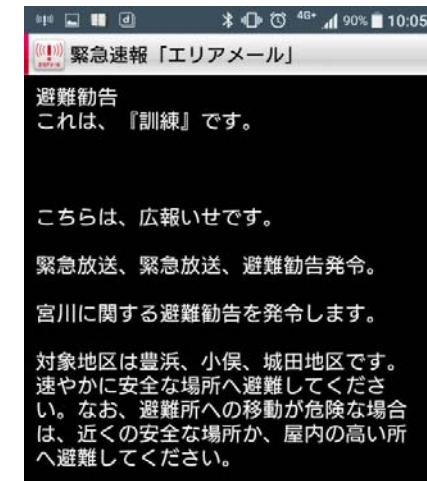 4G+ 90% 10:05
緊急速報「エリアメール」
避難勧告
これは、『訓練』です。
こちらは、広報いせです。
緊急放送、緊急放送、避難勧告発令。
宮川に関する避難勧告を発令します。
対象地区は豊浜、小俣、城田地区です。
速やかに安全な場所へ避難してくださ
い。なお、避難所への移動が危険な場合
は、近くの安全な場所か、屋内の高い所
へ避難してください。